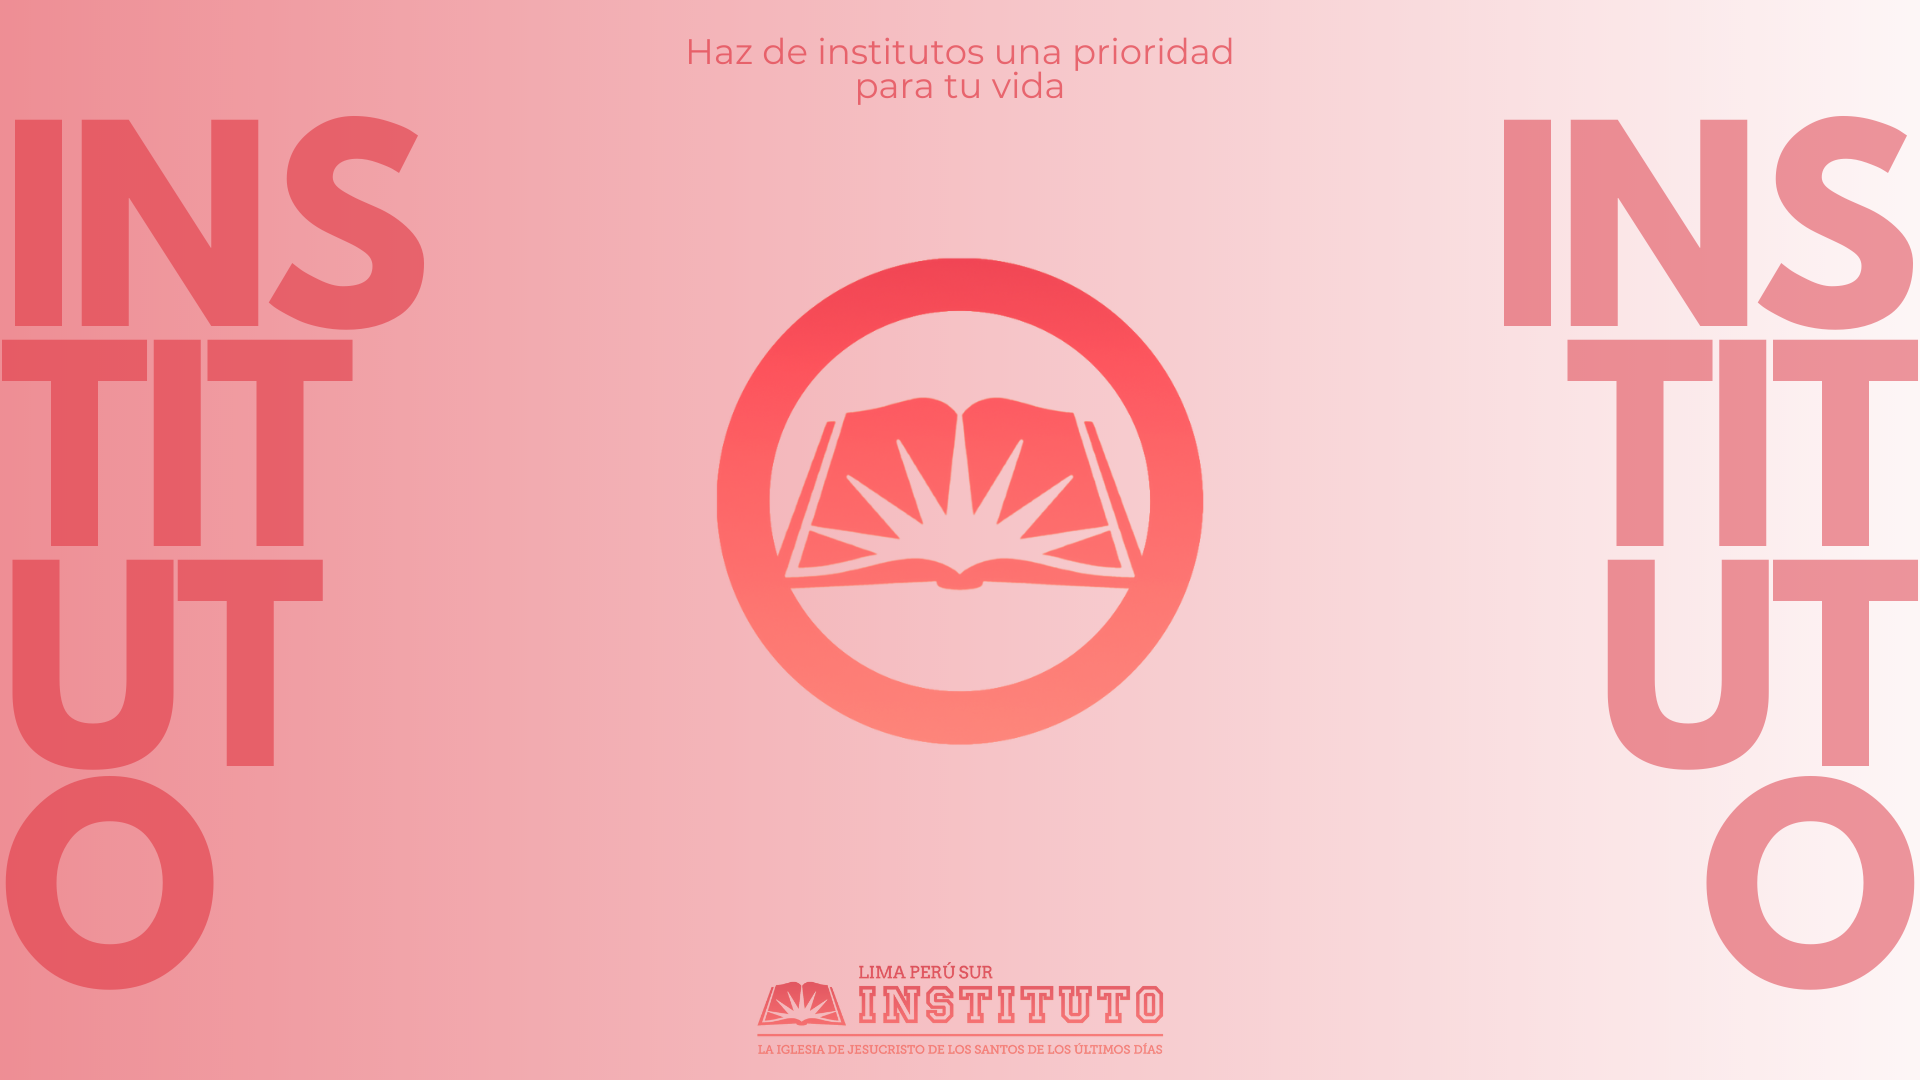 Haz de institutos una prioridad
para tu vida
INS
TIT
UT
O
INS
TIT
UT
O
LIMA PERÚ SUR
INSTITUTO
LA IGLESIA DE JESUCRISTO DE LOS SANTOS DE LOS ÚLTIMOS DÍAS